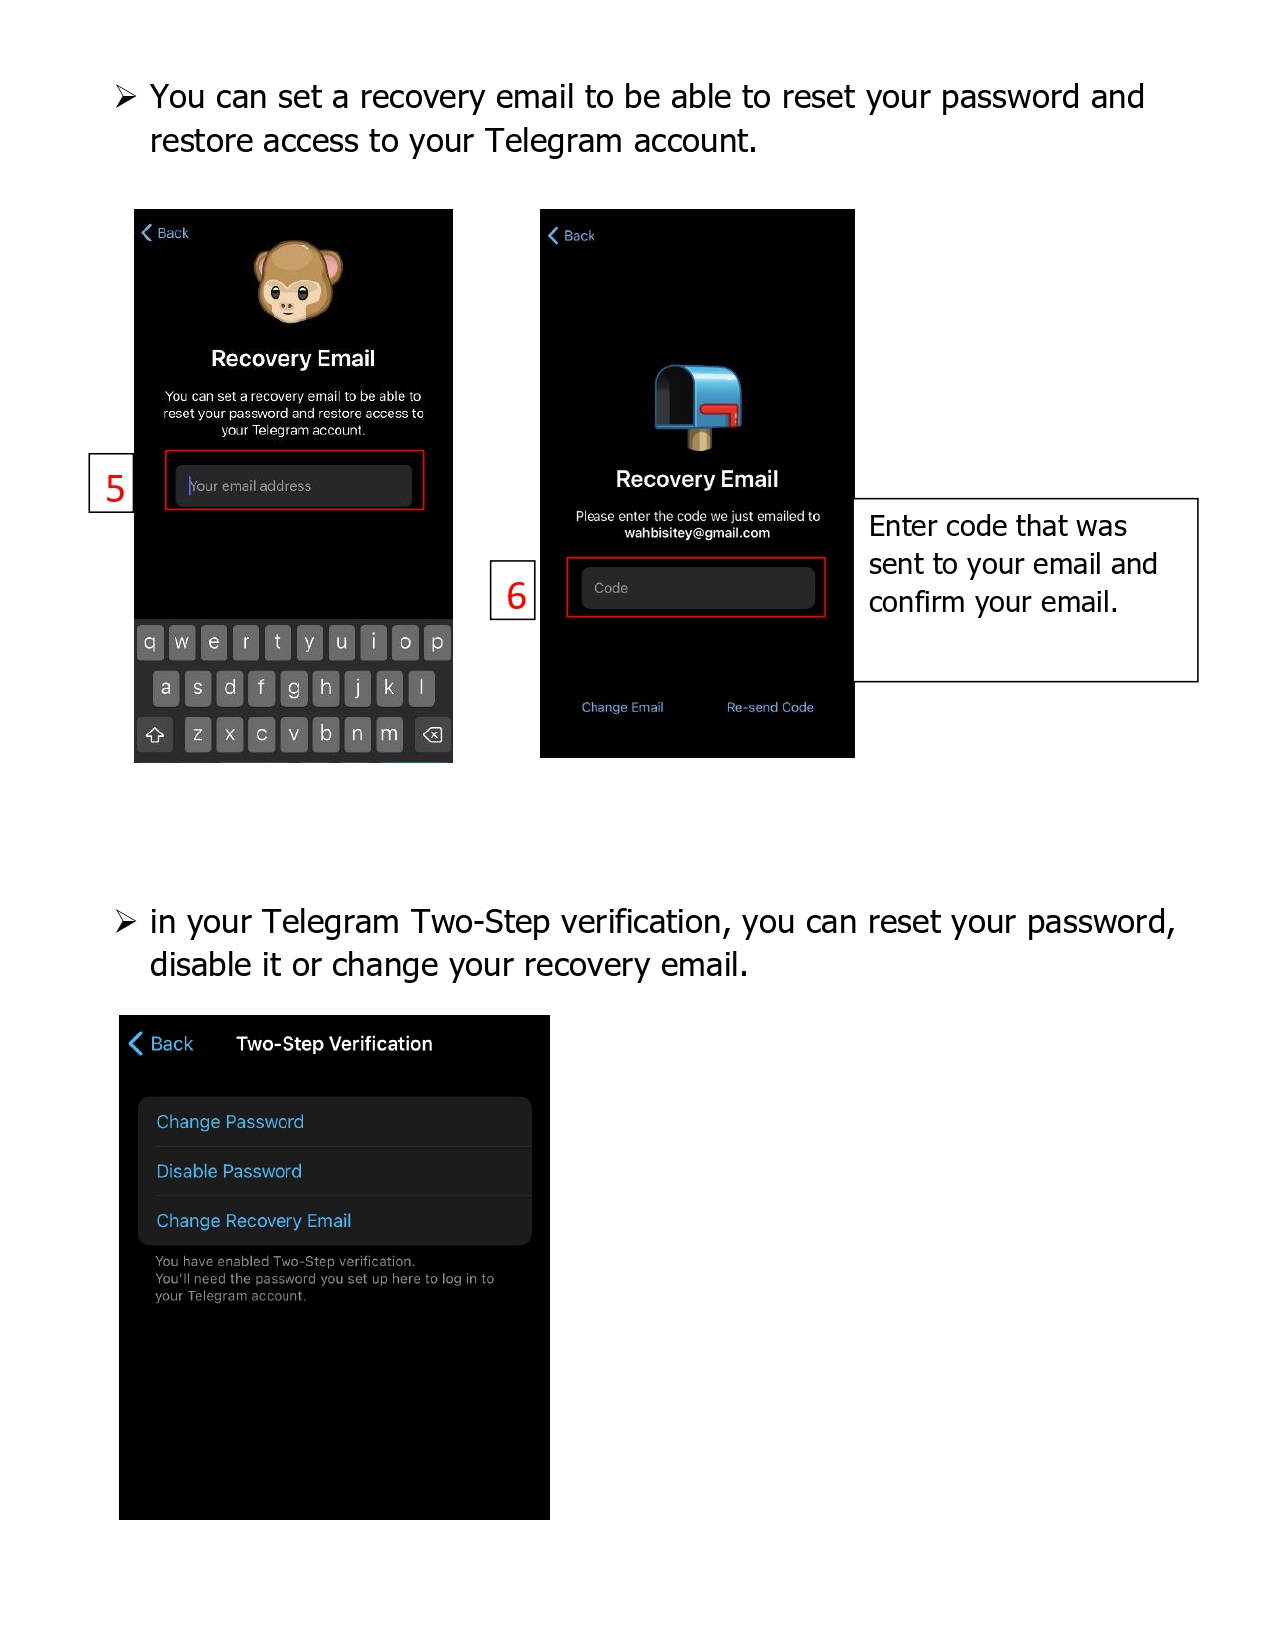 You can set a recovery email to be able to reset your password and
restore access to your Telegram account.
Back
Recovery Email
You can set a recovery email to be able to
reset your password and restore access to
your Telegram account.
5
Your email address
q w e r t y u i o p
a s d f g h j k l
z x c v b n m
Back
Recovery Email
Please enter the code we just emailed to
wahbisitey@gmail.com
6
Code
Change Email
Re-send Code
Enter code that was
sent to your email and
confirm your email.
in your Telegram Two-Step verification, you can reset your password,
disable it or change your recovery email.
Back
Two-Step Verification
Change Password
Disable Password
Change Recovery Email
You have enabled Two-Step verification.
You'll need the password you set up here to log in to
your Telegram account.